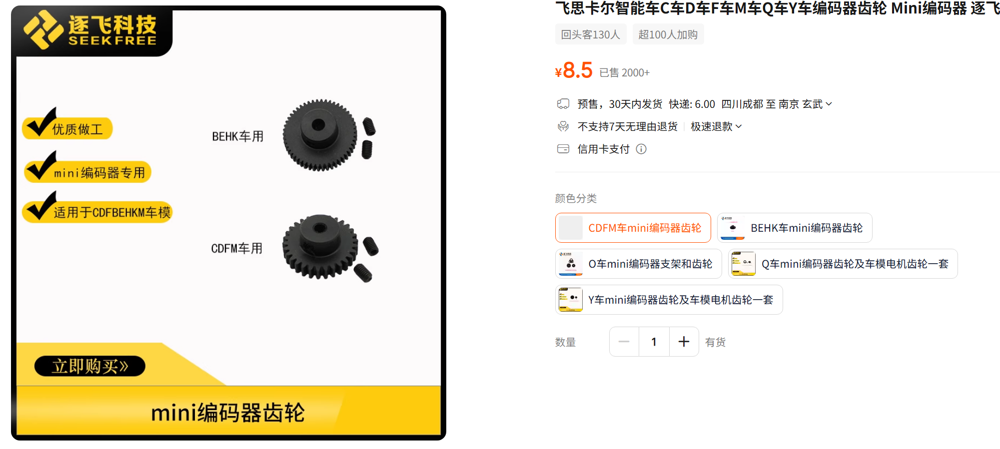 逐飞科技
SEEKFREE
优质做工
mini编码器专用
适用于CDFBEHKM车模
BEHK车用
CDFM车用
立即购买》
mini编码器齿轮
飞思卡尔智能车C车D车F车M车Q车Y车编码器齿轮 Mini编码器 逐飞
回头客130人
超100人加购
¥8.5 已售 2000+
预售，30天内发货 快递: 6.00 四川成都 至 南京 玄武
不支持7天无理由退货 极速退款
信用卡支付
颜色分类
CDFM车mini编码器齿轮
BEHK车mini编码器齿轮
O车mini编码器支架和齿轮
Q车mini编码器齿轮及车模电机齿轮一套
Y车mini编码器齿轮及车模电机齿轮一套
数量 1 有货